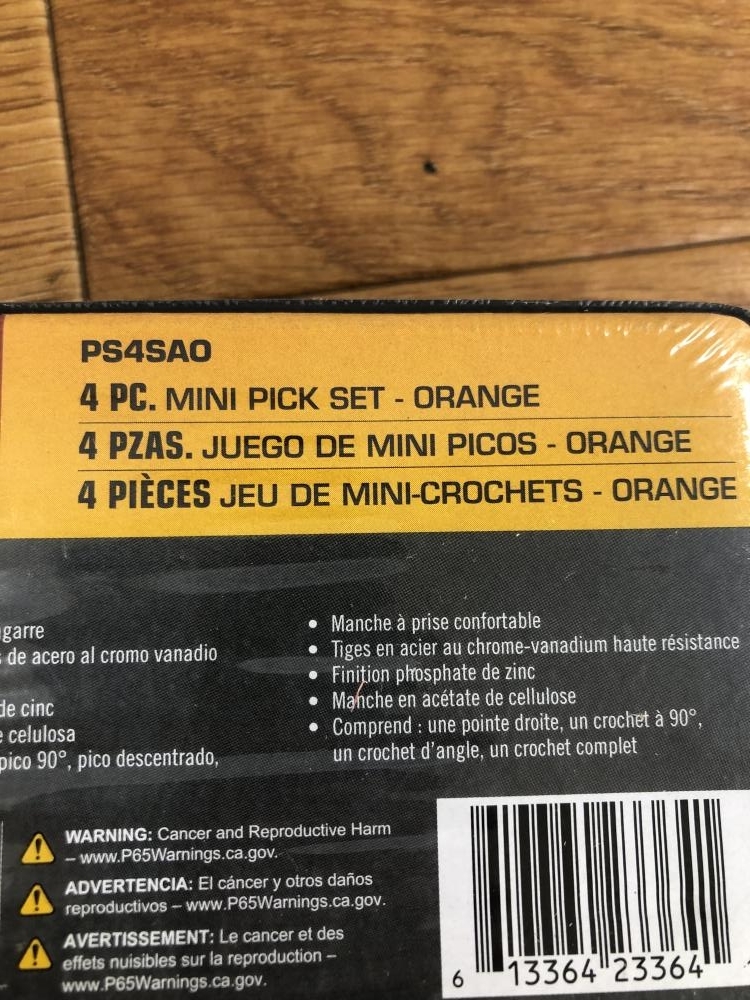 PS4SAO
4 PC. MINI PICK SET - ORANGE
4 PZAS. JUEGO DE MINI PICOS - ORANGE
4 PIÈCES JEU DE MINI-CROCHETS - ORANGE
de acero al cromo vanadio
de cinc
celulosa
pico 90°, pico descentrado,
• Manche à prise confortable
• Tiges en acier au chrome-vanadium haute résistance
• Finition phosphate de zinc
• Manche en acétate de cellulose
• Comprend : une pointe droite, un crochet à 90°,
un crochet d'angle, un crochet complet
WARNING: Cancer and Reproductive Harm
– www.P65Warnings.ca.gov.
ADVERTENCIA: El cáncer y otros daños
reproductivos – www.P65Warnings.ca.gov.
AVERTISSEMENT: Le cancer et des
effets nuisibles sur la reproduction –
www.P65Warnings.ca.gov.
6 13364 23364